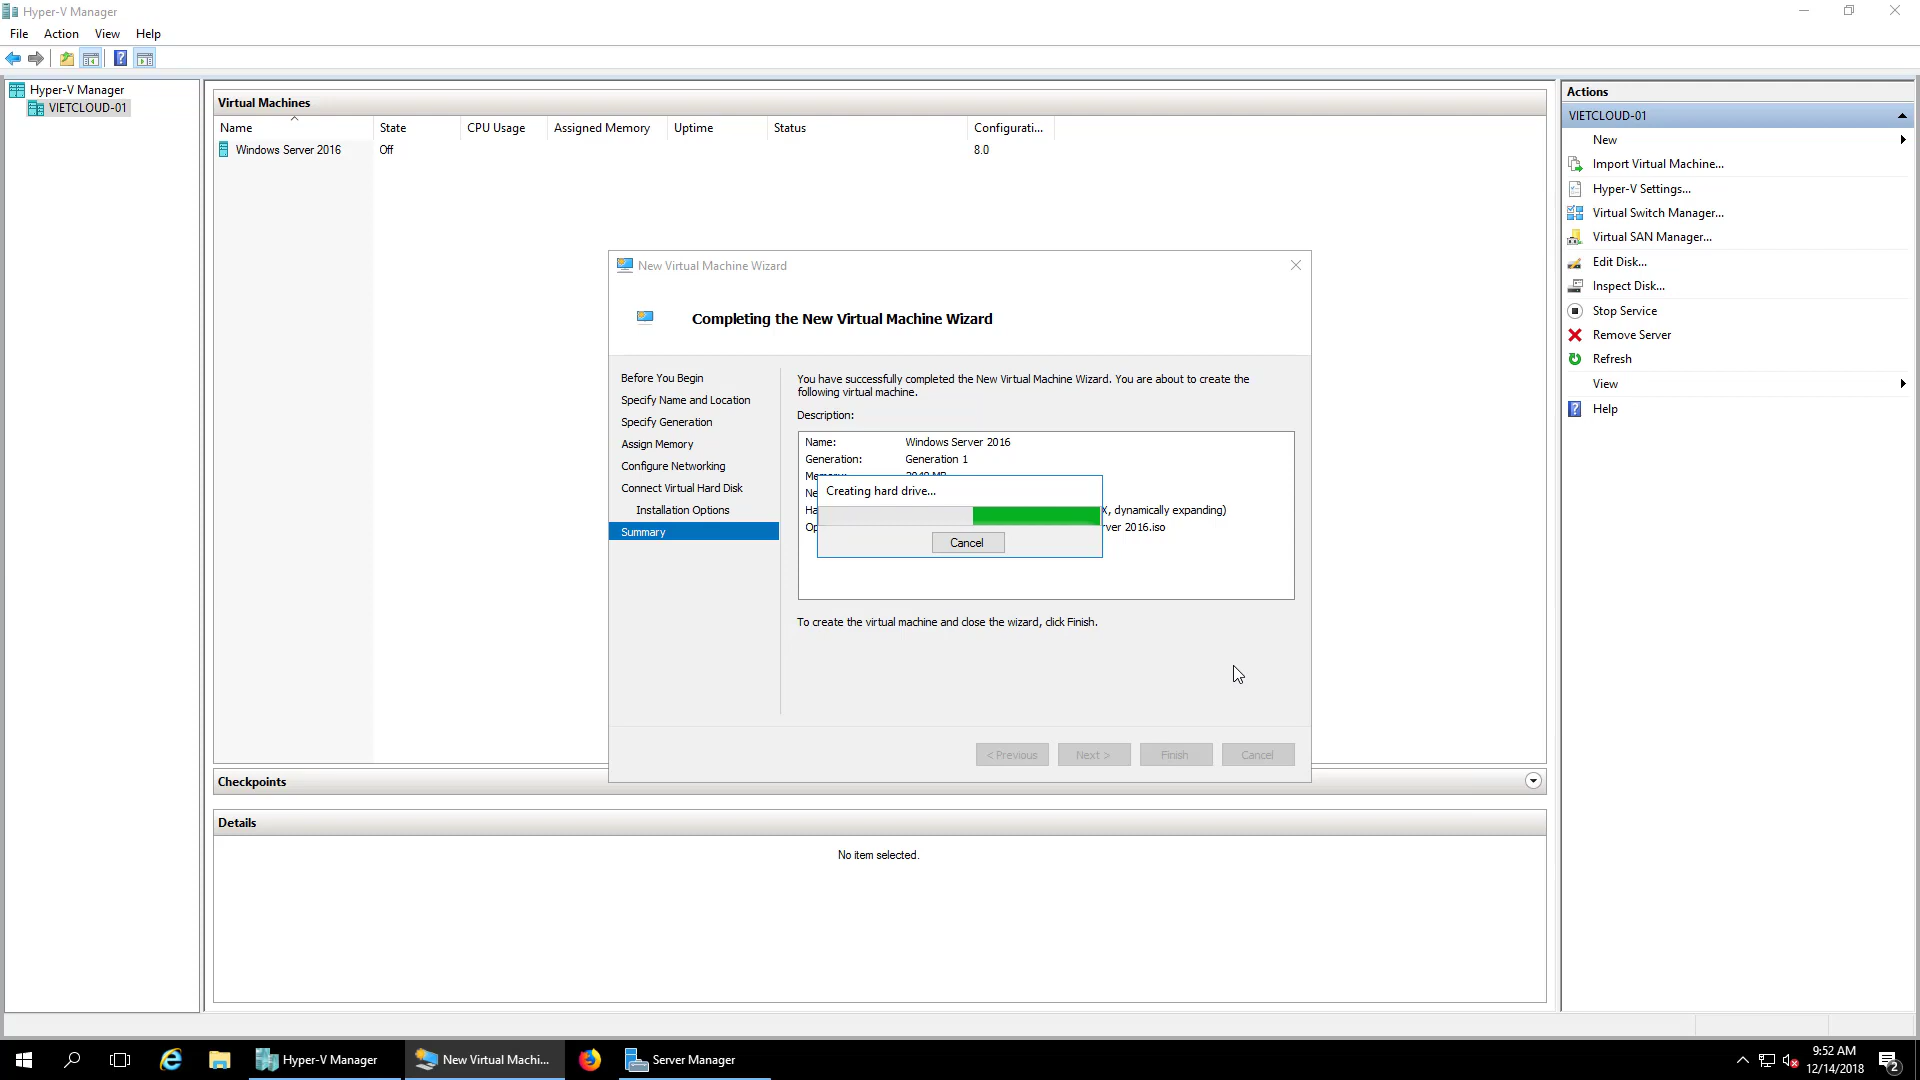 Hyper-V Manager
File Action View Help
Hyper-V Manager
VIETCLOUD-01
Virtual Machines
Name State CPU Usage Assigned Memory Uptime Status Configurati...
Windows Server 2016 Off 8.0
New Virtual Machine Wizard
Completing the New Virtual Machine Wizard
Before You Begin
Specify Name and Location
Specify Generation
Assign Memory
Configure Networking
Connect Virtual Hard Disk
Installation Options
Summary
You have successfully completed the New Virtual Machine Wizard. You are about to create the
following virtual machine.
Description:
Name: Windows Server 2016
Generation: Generation 1
Creating hard drive...
X, dynamically expanding)
ver 2016.iso
Cancel
To create the virtual machine and close the wizard, click Finish.
< Previous Next > Finish Cancel
Checkpoints
Details
No item selected.
Actions
VIETCLOUD-01
New
Import Virtual Machine...
Hyper-V Settings...
Virtual Switch Manager...
Virtual SAN Manager...
Edit Disk...
Inspect Disk...
Stop Service
Remove Server
Refresh
View
Help
Hyper-V Manager
New Virtual Machi...
Server Manager
9:52 AM
12/14/2018
2